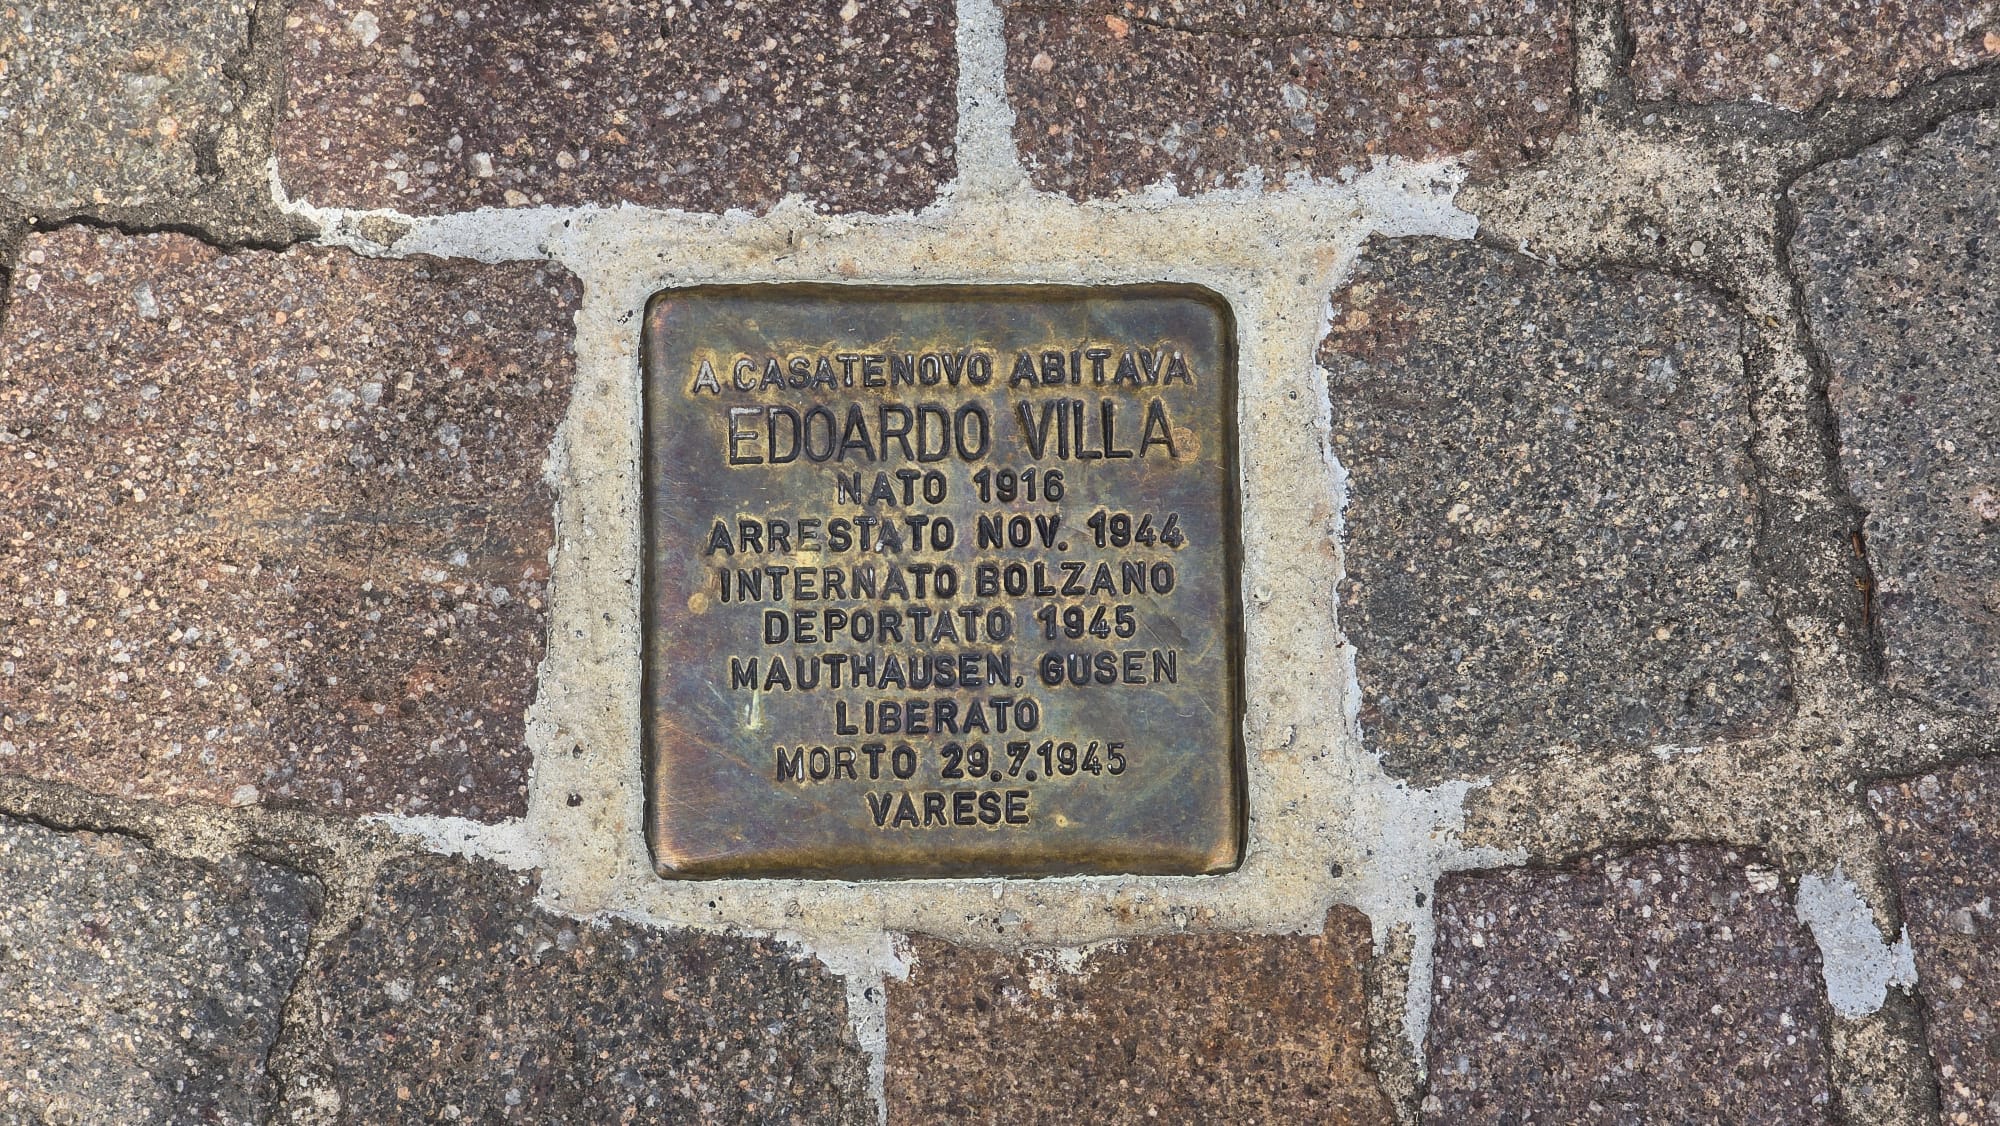 A CASATENOVO ABITAVA
EDOARDO VILLA
NATO 1916
ARRESTATO NOV. 1944
INTERNATO BOLZANO
DEPORTATO 1945
MAUTHAUSEN, GUSEN
LIBERATO
MORTO 29.7.1945
VARESE